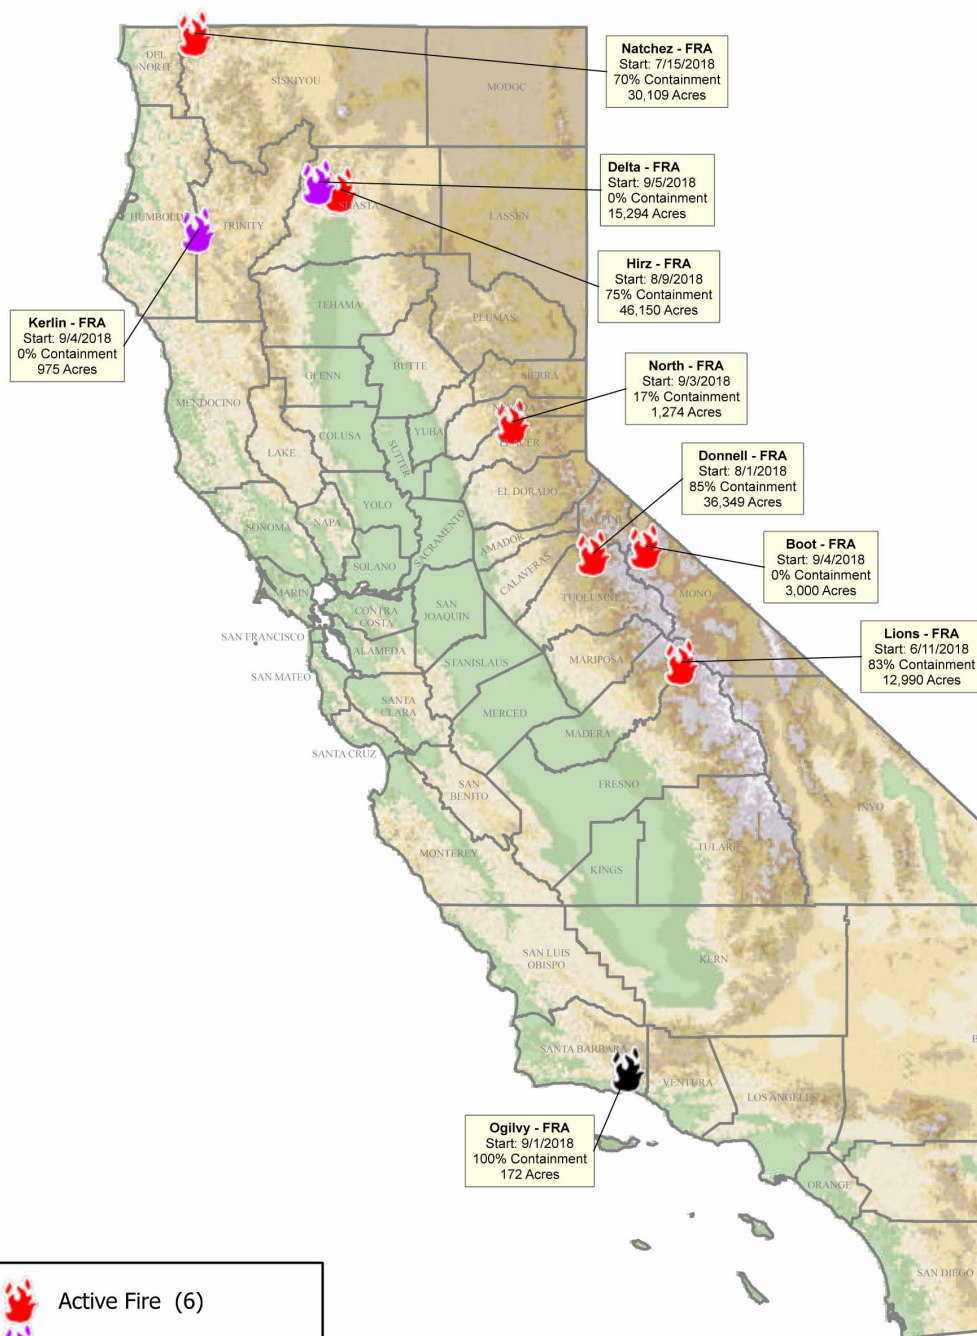 Natchez - FRA
Start: 7/15/2018
70% Containment
30,109 Acres
DEL
NORTE
SISKIYOU
MODOC
Delta - FRA
Start: 9/5/2018
0% Containment
15,294 Acres
HUMBOLDT
TRINITY
SHASTA
LASSEN
Hirz - FRA
Start: 8/9/2018
75% Containment
46,150 Acres
Kerlin - FRA
Start: 9/4/2018
0% Containment
975 Acres
TEHAMA
PLUMAS
North - FRA
Start: 9/3/2018
17% Containment
1,274 Acres
GLENN
BUTTE
SIERRA
MENDOCINO
NEVADA
COLUSA
SUTTER
YUBA
PLACER
LAKE
Donnell - FRA
Start: 8/1/2018
85% Containment
36,349 Acres
EL DORADO
YOLO
SONOMA
NAPA
SACRAMENTO
AMADOR
ALPINE
Boot - FRA
Start: 9/4/2018
0% Containment
3,000 Acres
SOLANO
CALAVERAS
MARIN
CONTRA
COSTA
SAN
JOAQUIN
TUOLUMNE
MONO
SAN FRANCISCO
ALAMEDA
STANISLAUS
MARIPOSA
Lions - FRA
Start: 6/11/2018
83% Containment
12,990 Acres
SAN MATEO
SANTA
CLARA
MERCED
MADERA
SANTA CRUZ
SAN
BENITO
FRESNO
INYO
MONTEREY
KINGS
TULARE
SAN LUIS
OBISPO
KERN
SANTA BARBARA
VENTURA
LOS ANGELES
Ogilvy - FRA
Start: 9/1/2018
100% Containment
172 Acres
ORANGE
SAN DIEGO
Active Fire (6)